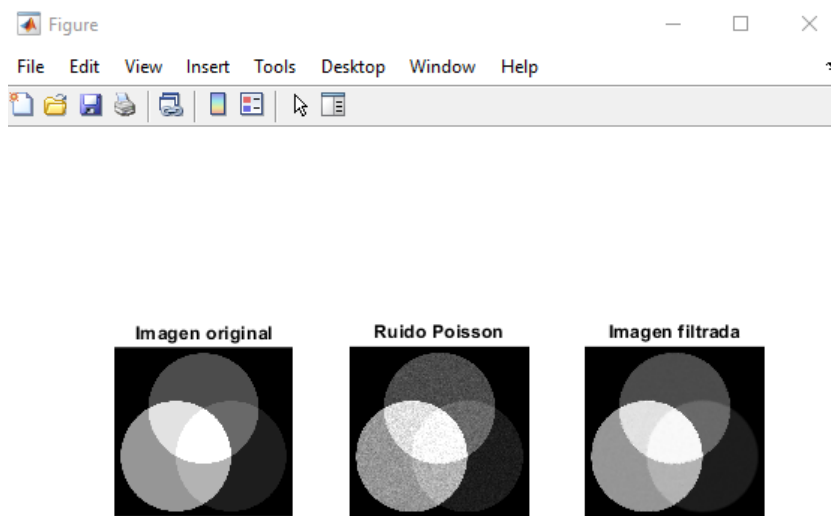 Figure
File Edit View Insert Tools Desktop Window Help
Imagen original Ruido Poisson Imagen filtrada